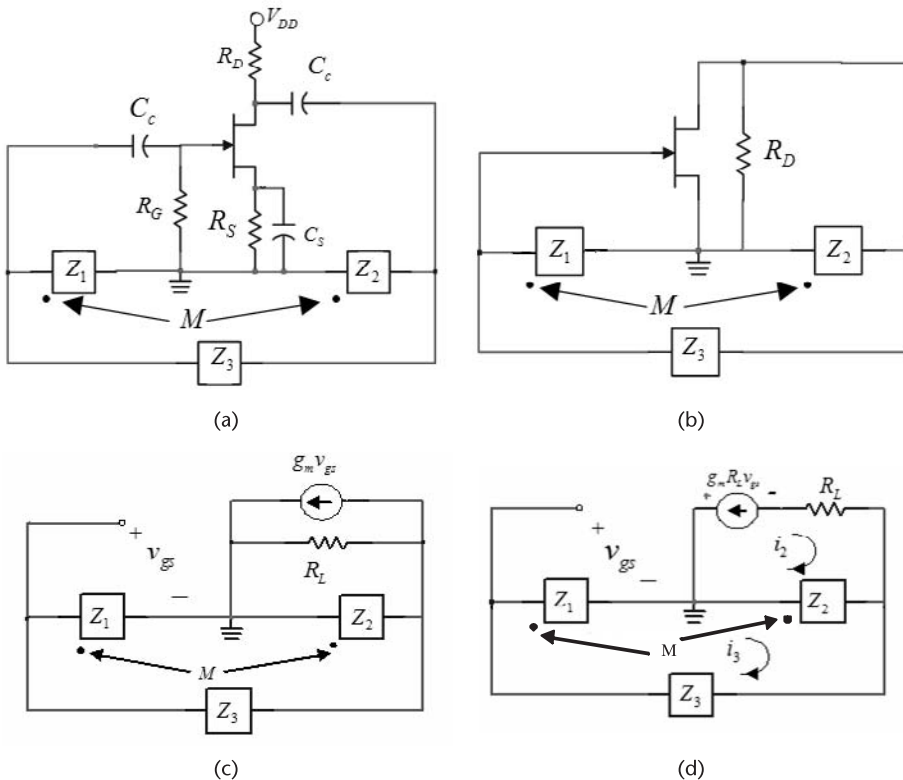 V_DD
R_D
C_c
C_c
R_G
R_S
C_s
Z_1
Z_2
M
Z_3
(a)
R_D
Z_1
Z_2
M
Z_3
(b)
g_m v_gs
+
v_gs
−
R_L
Z_1
Z_2
M
Z_3
(c)
g_m R_L v_gs
+
-
R_L
+
v_gs
−
i_2
Z_1
Z_2
M
i_3
Z_3
(d)